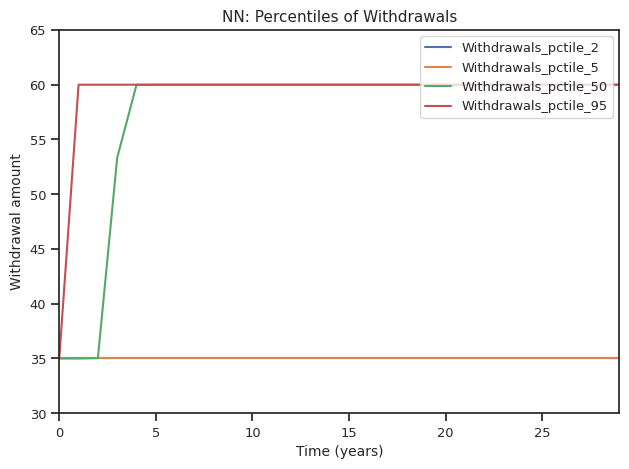 NN: Percentiles of Withdrawals
65
60
55
50
45
40
35
30
Withdrawal amount
Withdrawals_pctile_2
Withdrawals_pctile_5
Withdrawals_pctile_50
Withdrawals_pctile_95
0 5 10 15 20 25
Time (years)